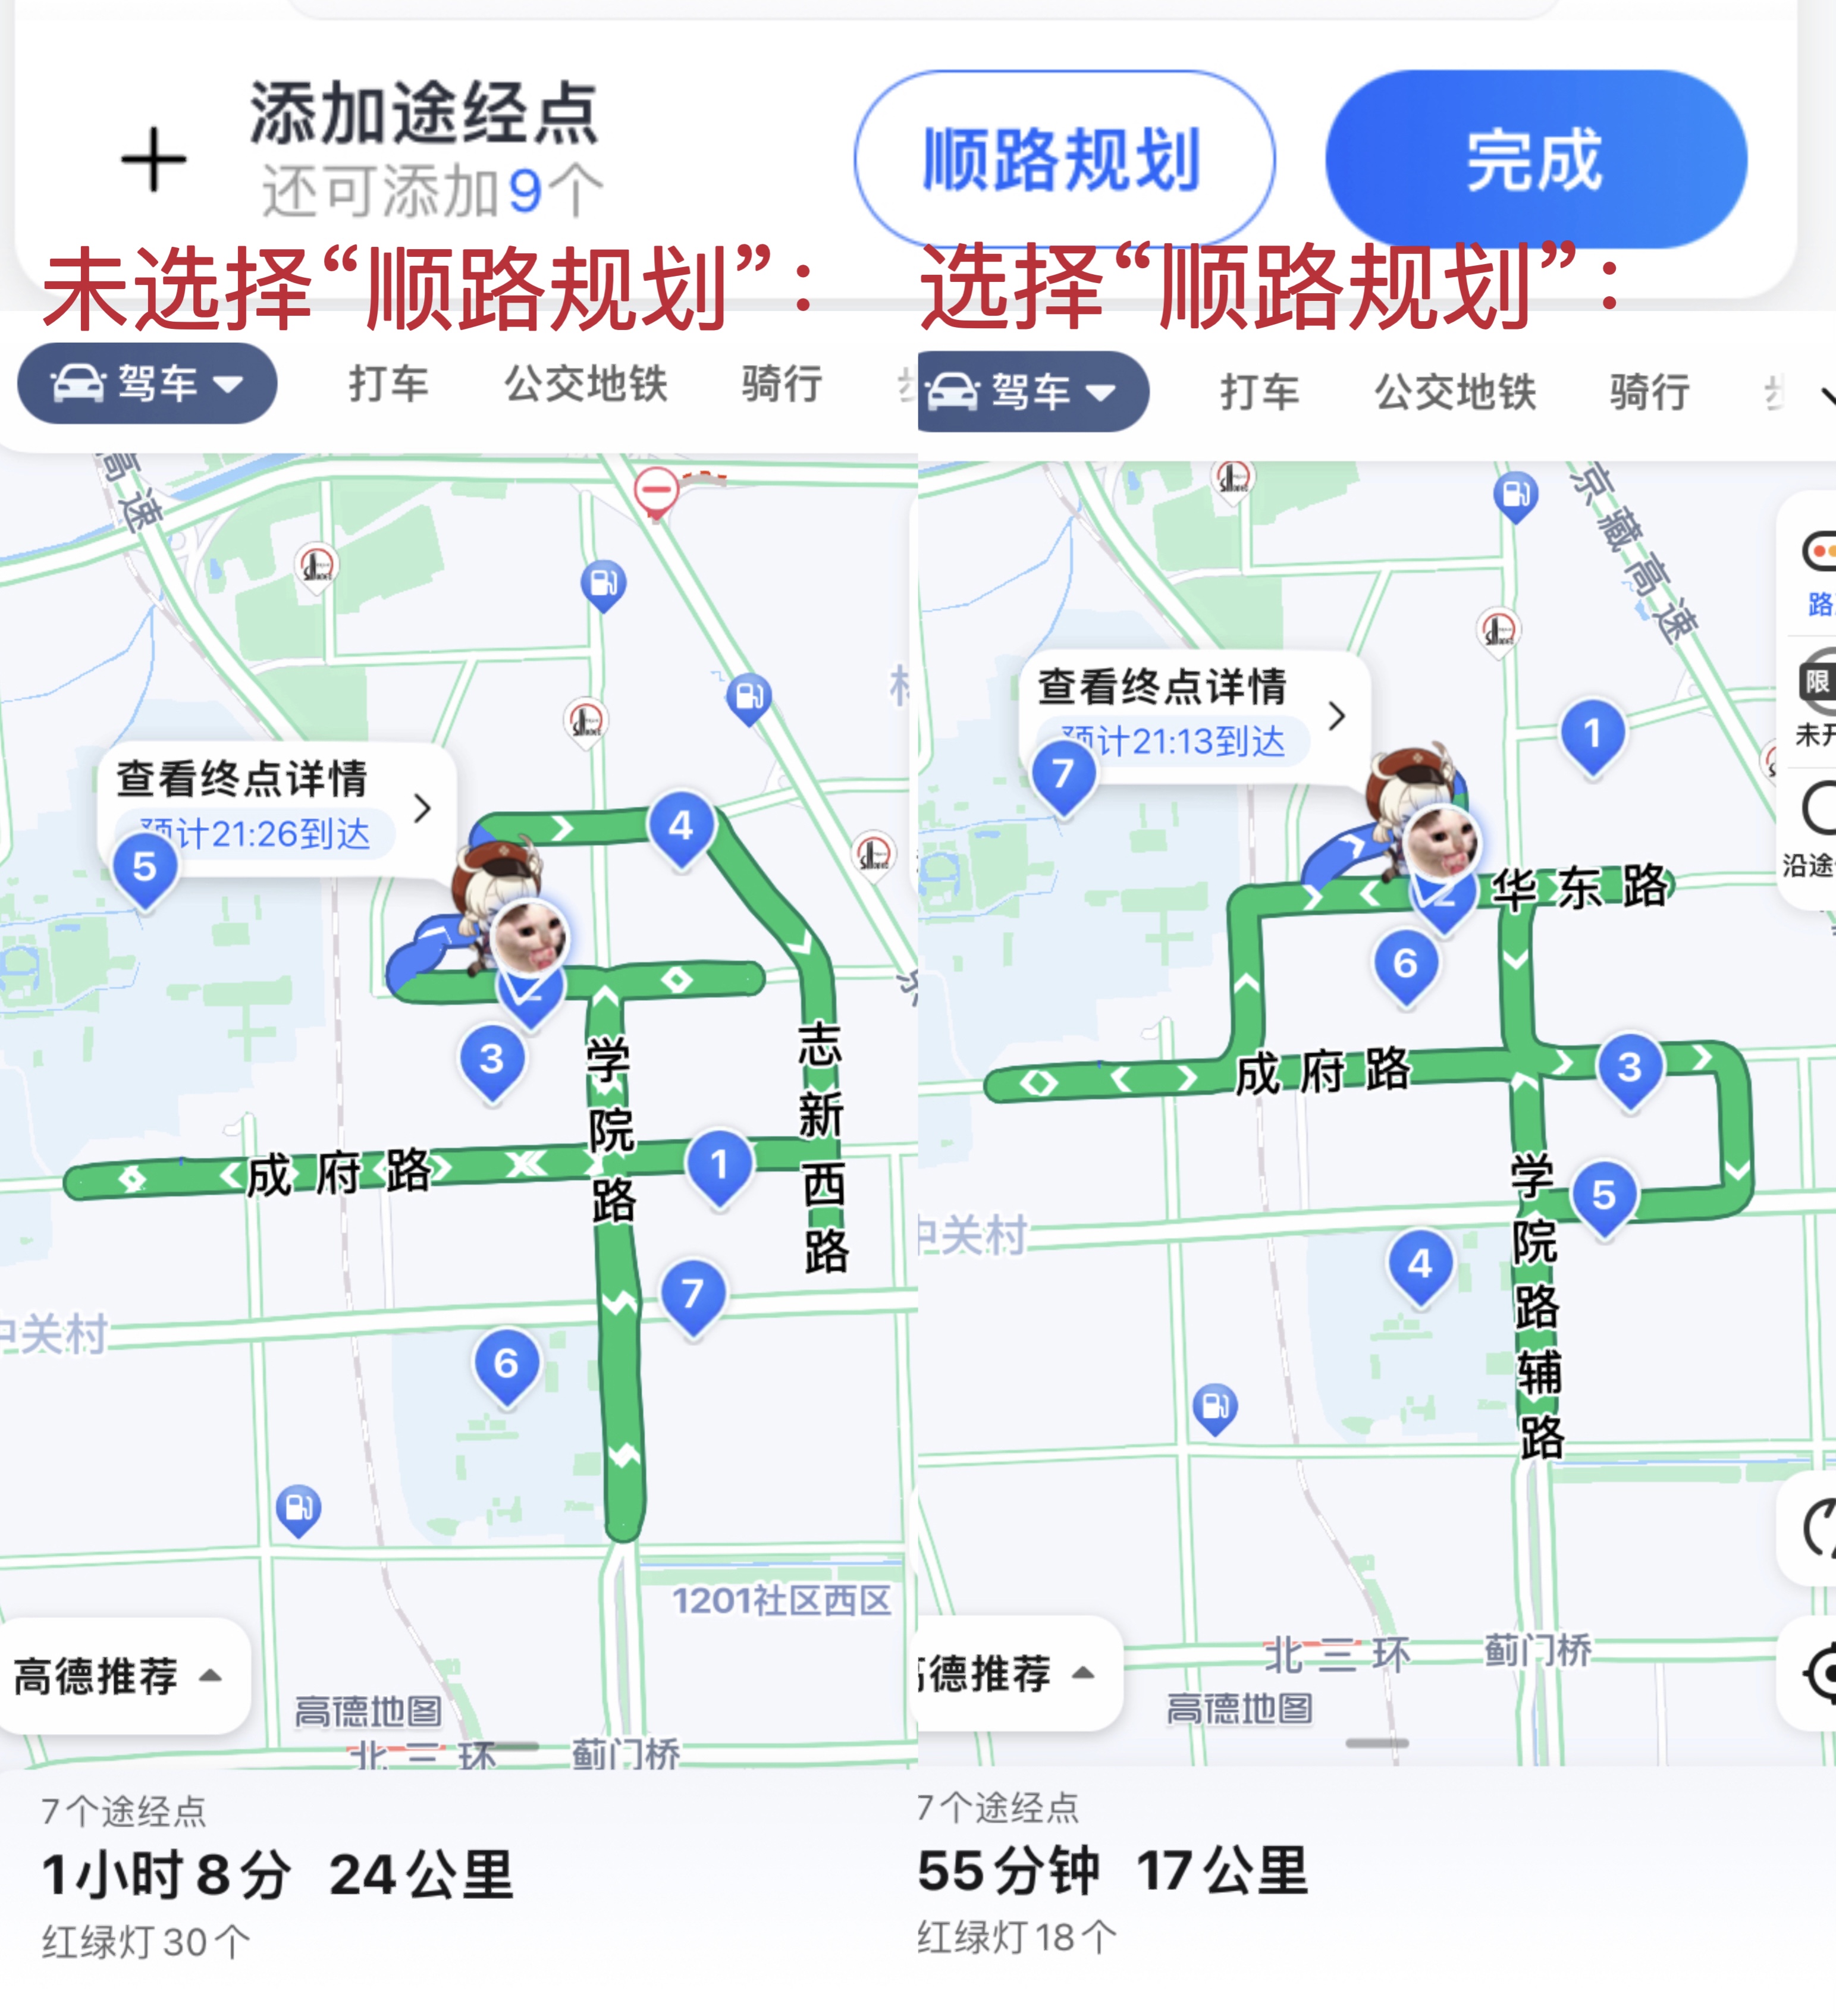 添加途经点
还可添加9个
顺路规划
完成
未选择“顺路规划”：
选择“顺路规划”：
驾车
打车
公交地铁
骑行
高速
查看终点详情
预计21:26到达
5
4
2
3
学院路
志新西路
成府路
1
7
6
中关村
1201社区西区
高德推荐
高德地图
北三环
蓟门桥
7个途经点
1小时8分 24公里
红绿灯30个
驾车
打车
公交地铁
骑行
京藏高速
路
限
未开
沿途
1
查看终点详情
预计21:13到达
7
2
华东路
6
成府路
3
5
4
学院路辅路
中关村
北三环
蓟门桥
德推荐
高德地图
7个途经点
55分钟 17公里
红绿灯18个